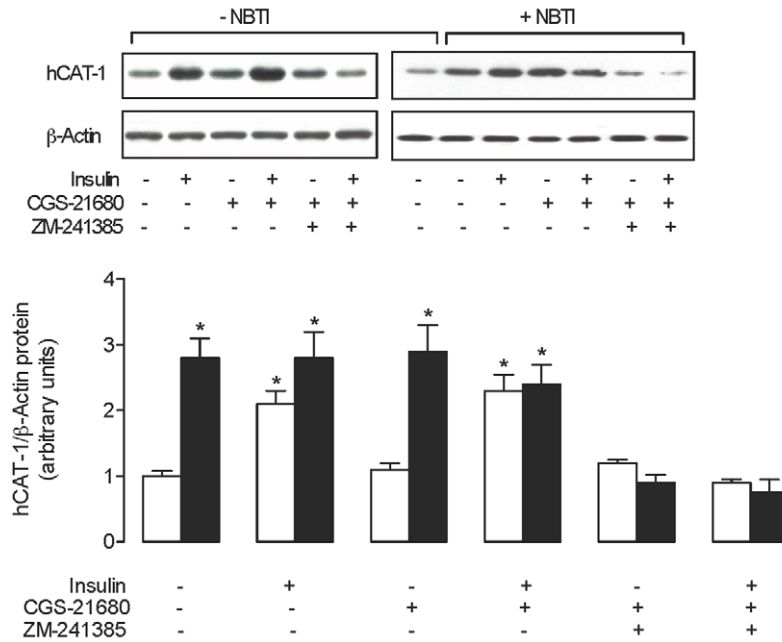 - NBTI + NBTI
hCAT-1
β-Actin
Insulin - + - + - + - - + - + - +
CGS-21680 - - + + + + - - - + + + +
ZM-241385 - - - - + + - - - - - + +
4
3
2
1
0
hCAT-1/β-Actin protein
(arbitrary units)
* * * * * *
Insulin - + - + - +
CGS-21680 - - + + + +
ZM-241385 - - - - + +